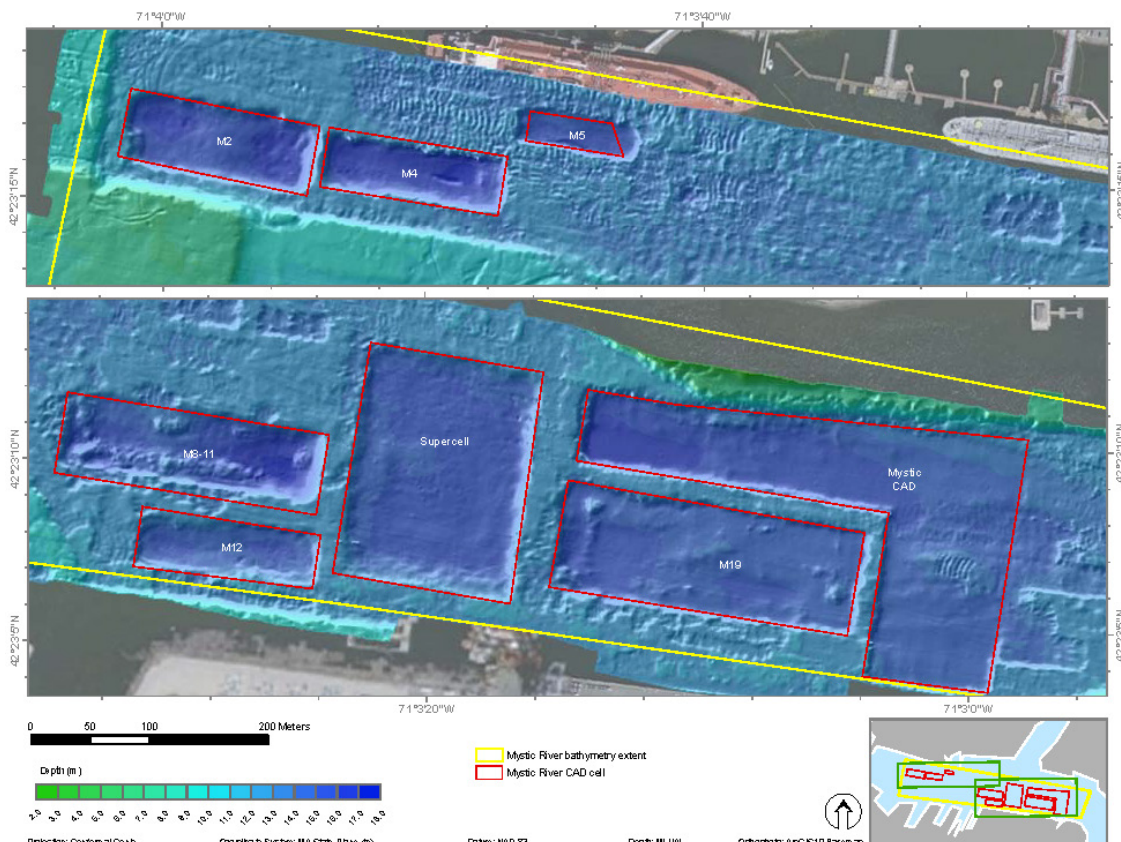 71°4'0"W
71°3'40"W
M2
M4
M5
42°23'15"N
Supercell
M8-11
M12
Mystic
CAD
M19
42°23'10"N
42°23'5"N
71°3'20"W
71°3'0"W
0 50 100 200 Meters
Mystic River bathymetry extent
Mystic River CAD cell
Depth (m)
2.0 3.0 4.0 5.0 6.0 7.0 8.0 9.0 10.0 11.0 12.0 13.0 14.0 15.0 16.0 17.0 18.0